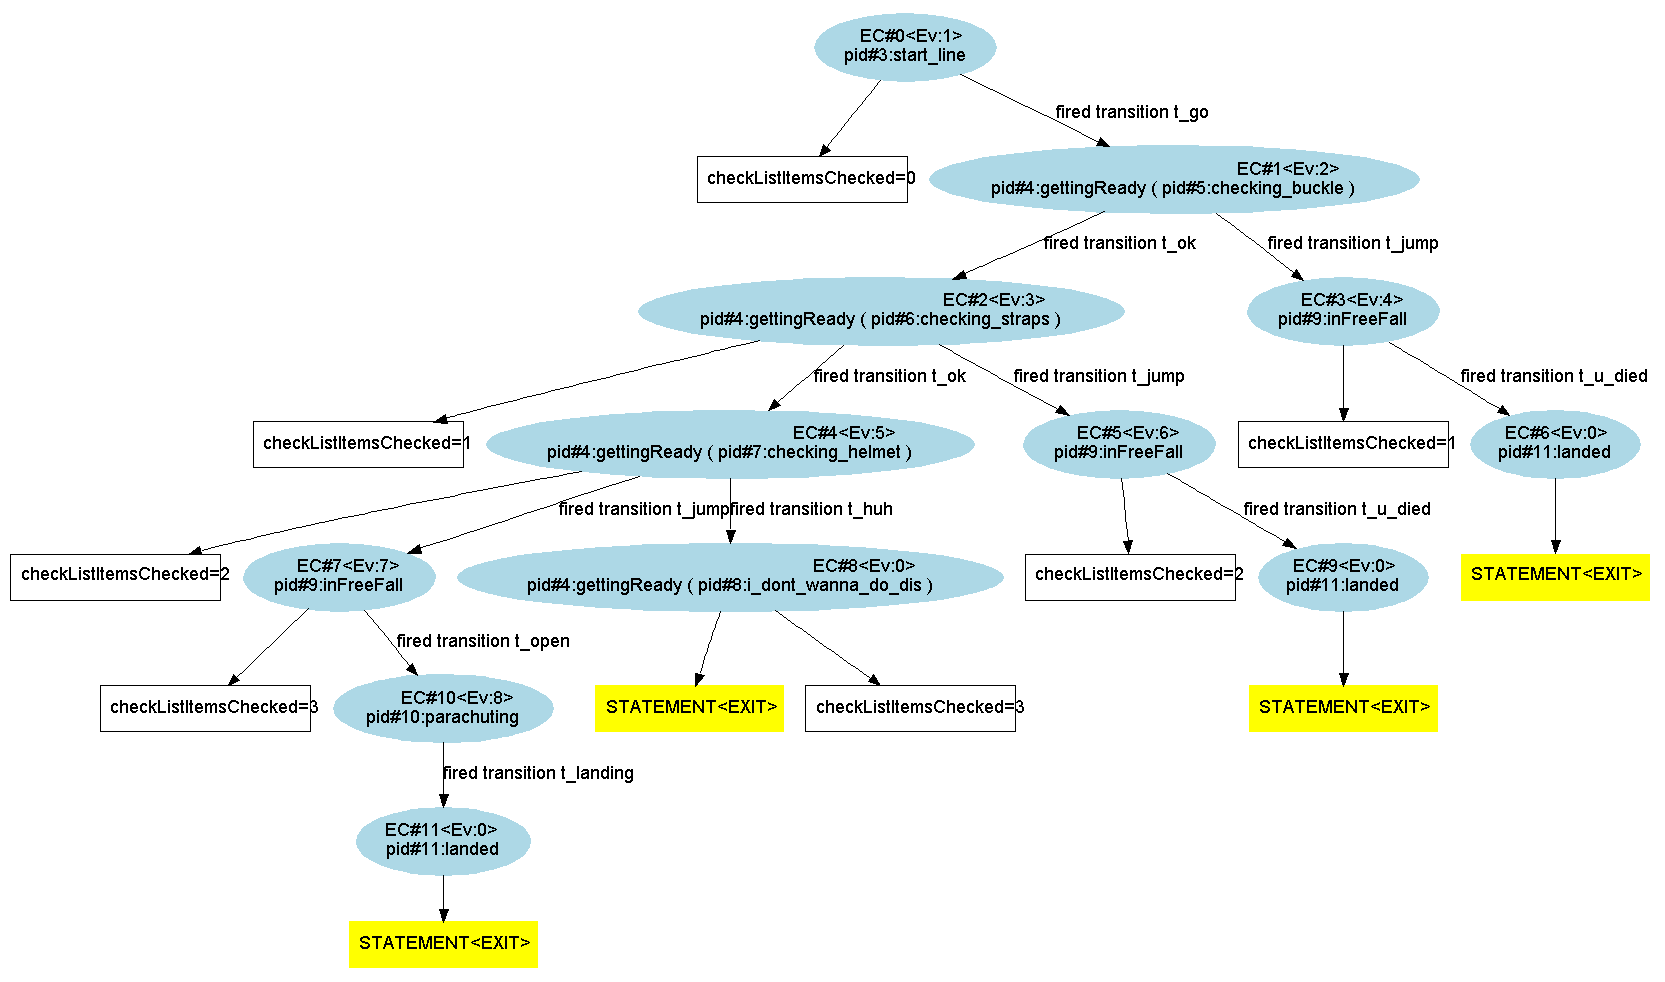 EC#0<Ev:1>
pid#3:start_line
fired transition t_go
checkListItemsChecked=0
EC#1<Ev:2>
pid#4:gettingReady ( pid#5:checking_buckle )
fired transition t_ok
fired transition t_jump
EC#2<Ev:3>
pid#4:gettingReady ( pid#6:checking_straps )
EC#3<Ev:4>
pid#9:inFreeFall
fired transition t_ok
fired transition t_jump
fired transition t_u_died
checkListItemsChecked=1
EC#4<Ev:5>
pid#4:gettingReady ( pid#7:checking_helmet )
EC#5<Ev:6>
pid#9:inFreeFall
checkListItemsChecked=1
EC#6<Ev:0>
pid#11:landed
fired transition t_jump
fired transition t_huh
fired transition t_u_died
checkListItemsChecked=2
EC#7<Ev:7>
pid#9:inFreeFall
EC#8<Ev:0>
pid#4:gettingReady ( pid#8:i_dont_wanna_do_dis )
checkListItemsChecked=2
EC#9<Ev:0>
pid#11:landed
STATEMENT<EXIT>
fired transition t_open
checkListItemsChecked=3
EC#10<Ev:8>
pid#10:parachuting
STATEMENT<EXIT>
checkListItemsChecked=3
STATEMENT<EXIT>
fired transition t_landing
EC#11<Ev:0>
pid#11:landed
STATEMENT<EXIT>